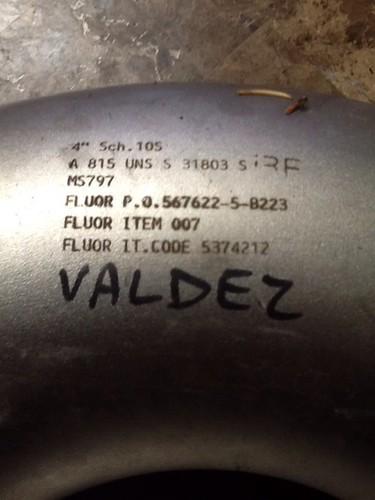 4" Sch.10S
A 815 UNS S 31803 S
MS797
FLUOR P.O.567622-5-B223
FLUOR ITEM 007
FLUOR IT.CODE 5374212
VALDEZ